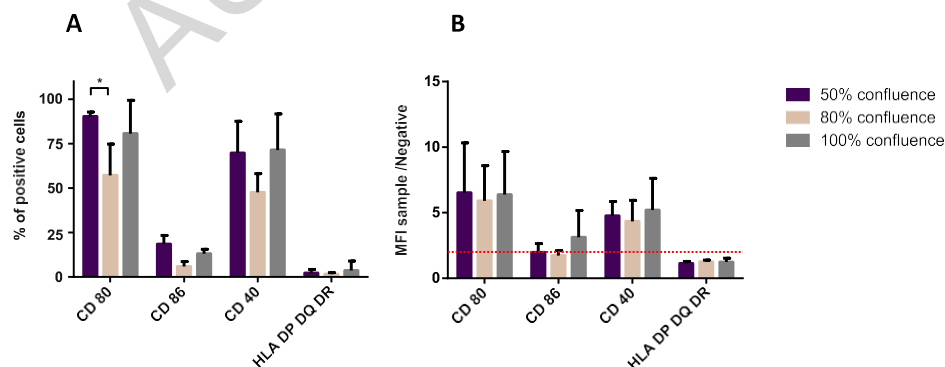 A
% of positive cells
100
75
50
25
0
*
CD 80
CD 86
CD 40
HLA DP DQ DR
B
MFI sample /Negative
15
10
5
0
CD 80
CD 86
CD 40
HLA DP DQ DR
50% confluence
80% confluence
100% confluence